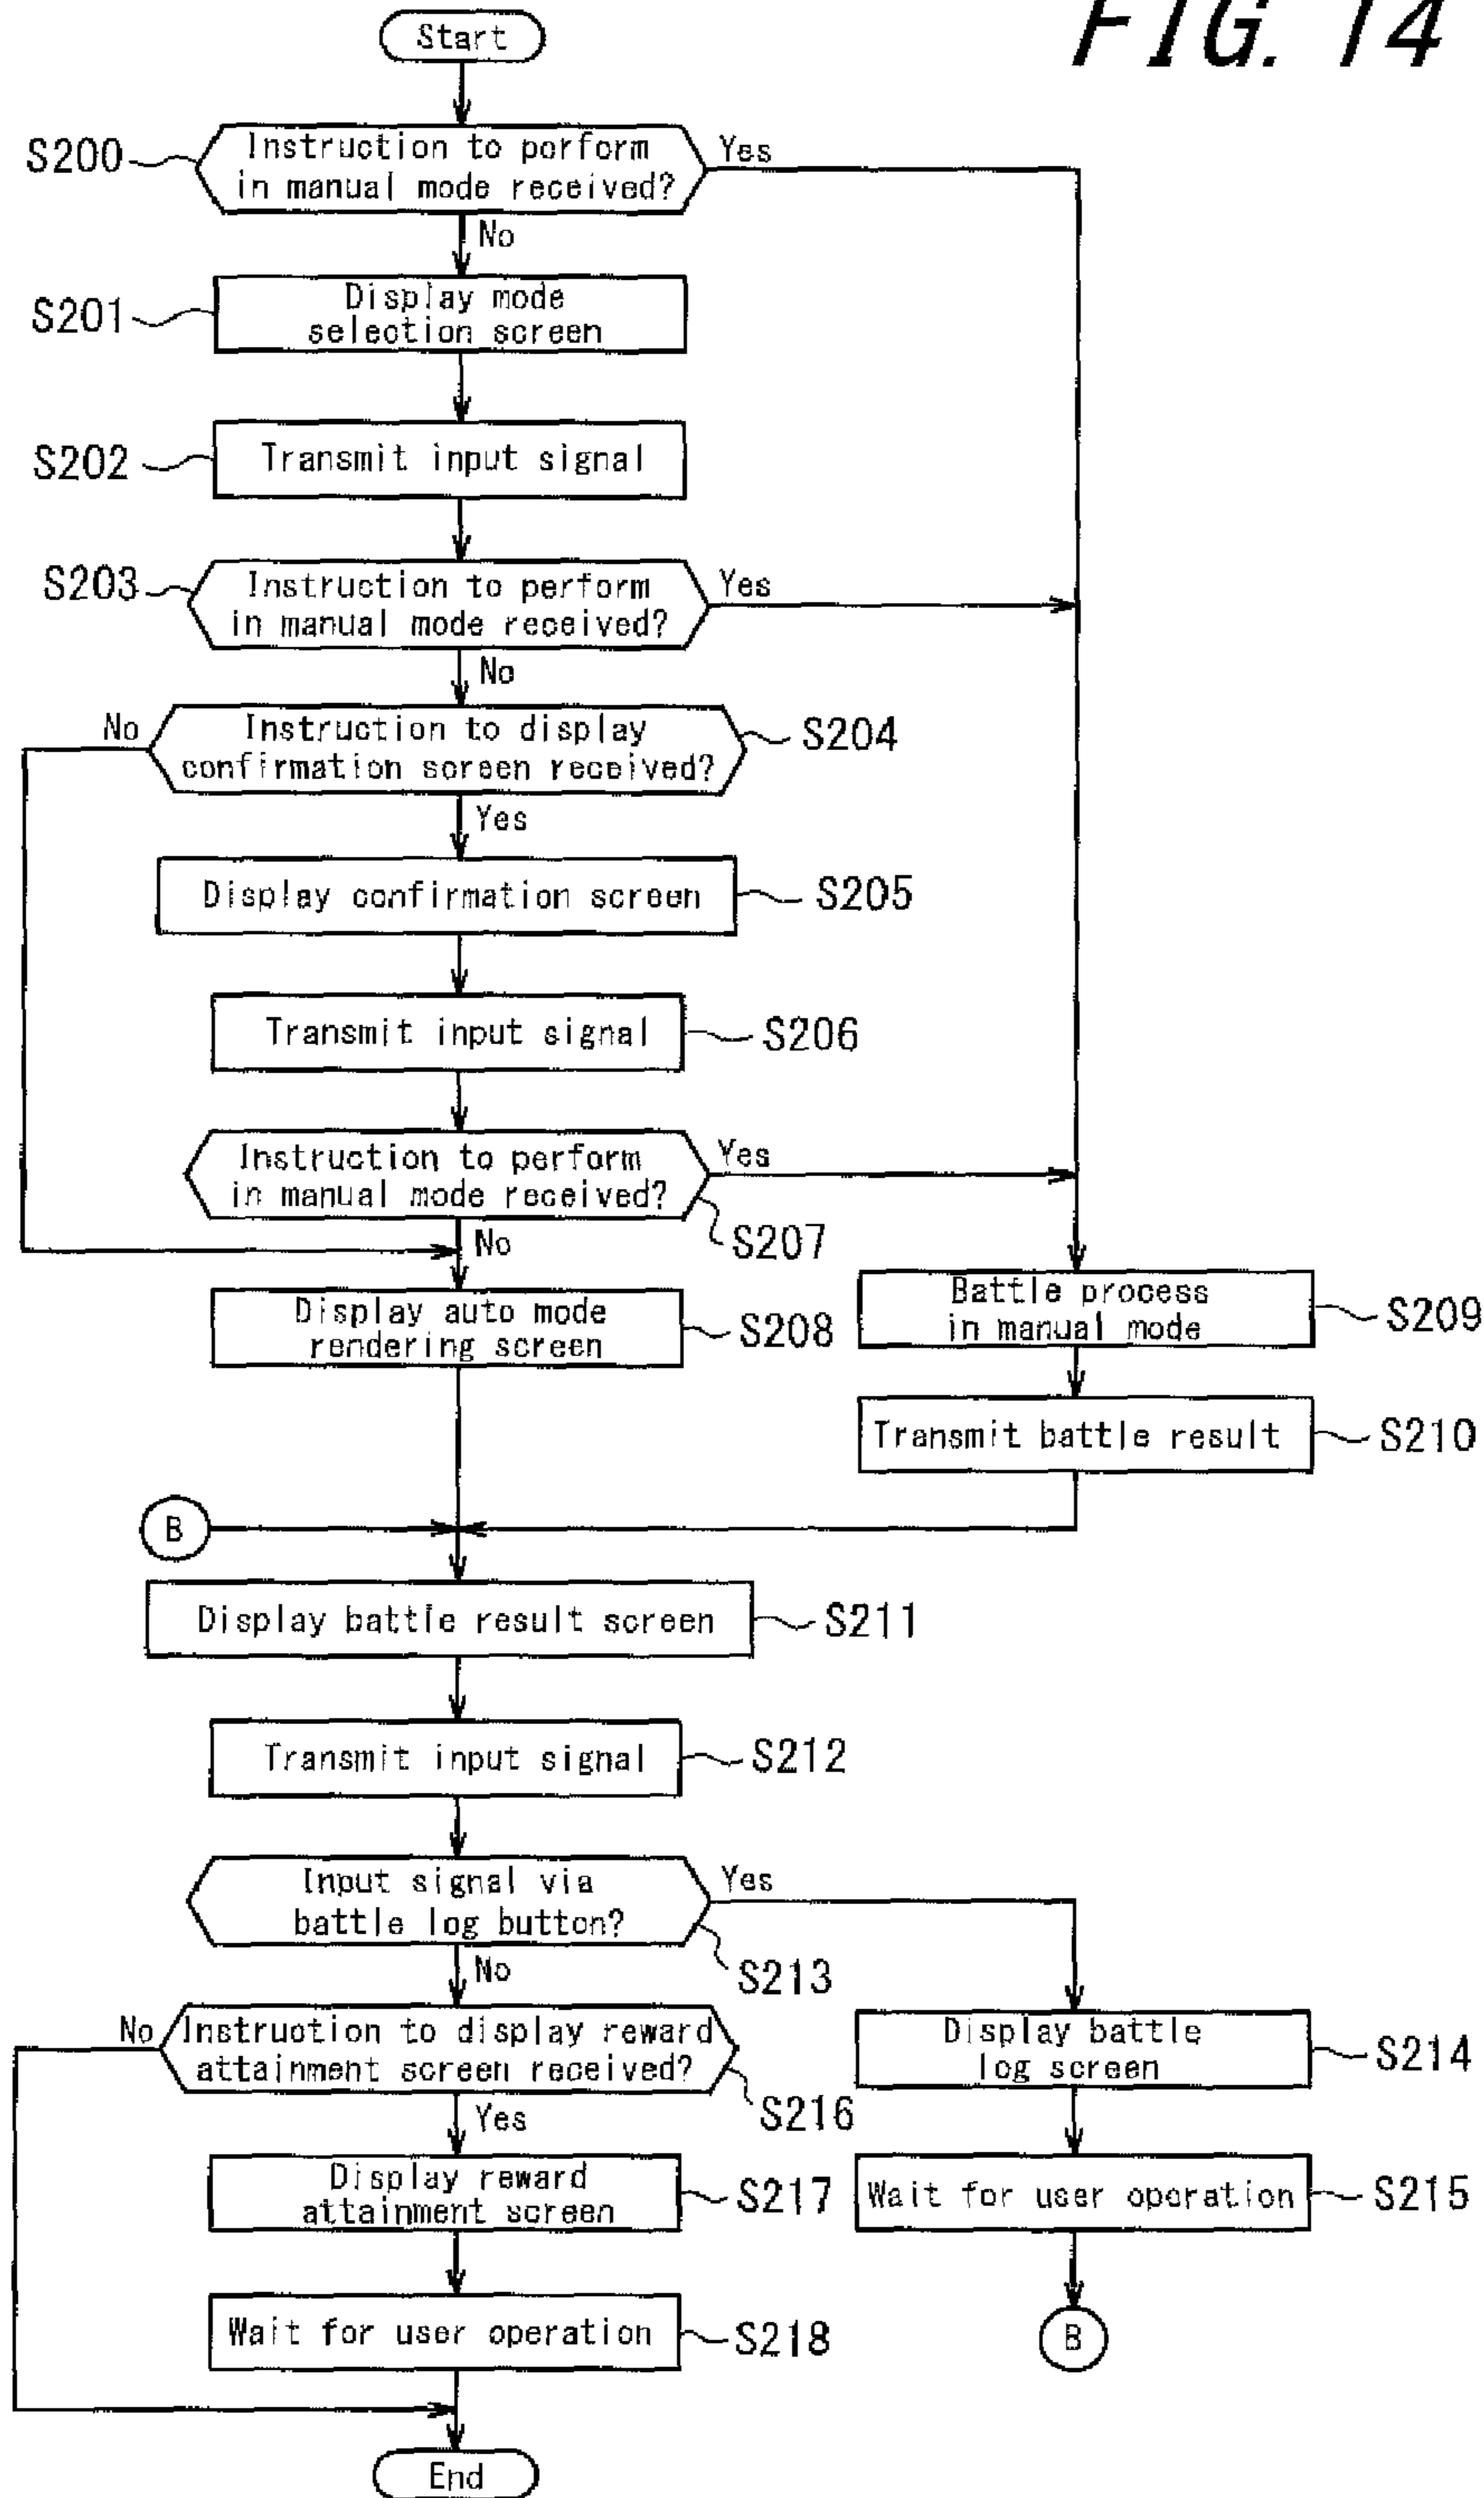 FIG. 14
Start
S200
Instruction to porform
in manual mode received?
Yes
No
S201
Display mode
selection screen
S202
Transmit input signal
S203
Instruction to perform
in manual mode received?
Yes
No
No
Instruction to display
confirmation screen received?
S204
Yes
Display confirmation screen
S205
Transmit input signal
S206
Instruction to perform
in manual mode received?
Yes
S207
No
Display auto mode
rendering screen
S208
Battle process
in manual mode
S209
Transmit battle result
S210
B
Display battle result screen
S211
Transmit input signal
S212
Input signal via
battle log button?
Yes
S213
No
No
Instruction to display reward
attainment screen received?
S216
Yes
Display battle
log screen
S214
Display reward
attainment screen
S217
Wait for user operation
S215
Wait for user operation
S218
B
End